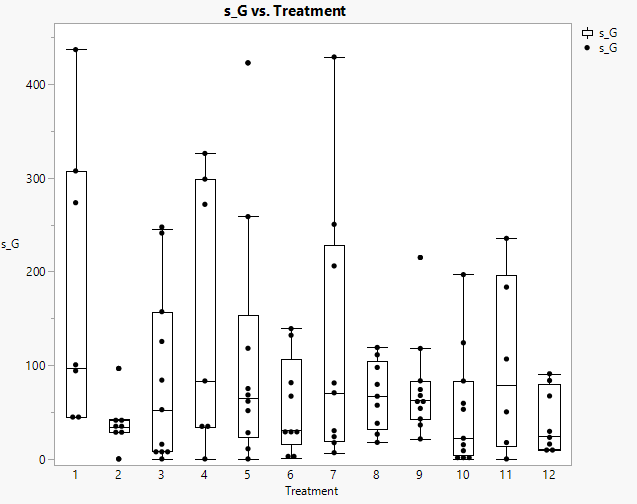 s_G vs. Treatment
s_G
s_G
400
300
200
100
0
s_G
1 2 3 4 5 6 7 8 9 10 11 12
Treatment